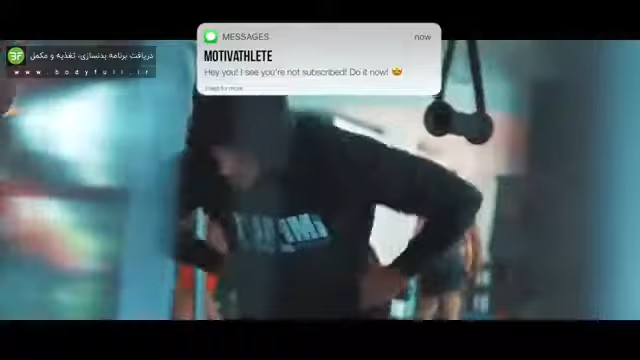 MESSAGES
now
MOTIVATHLETE
Hey you! I see you're not subscribed! Do it now! 🤩
دریافت برنامه بدنسازی، تغذیه و مکمل
www.bodyfull.ir
BF